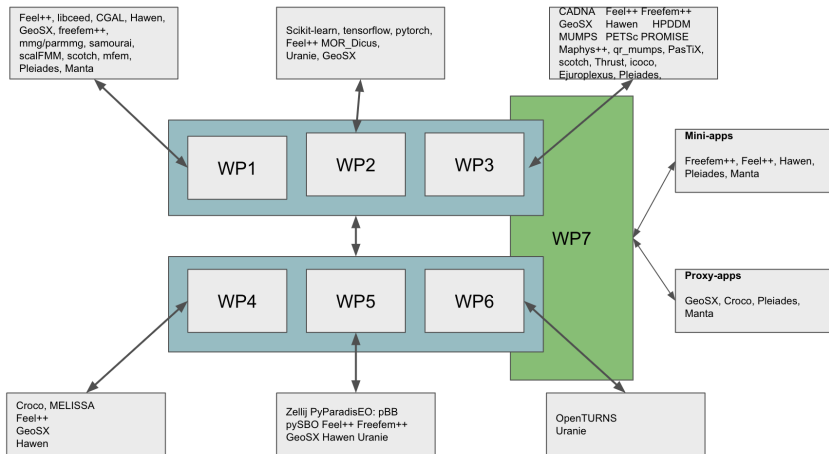 Feel++, libceed, CGAL, Hawen,
GeoSX, freefem++,
mmg/parmmg, samourai,
scalFMM, scotch, mfem,
Pleiades, Manta
Scikit-learn, tensorflow, pytorch,
Feel++ MOR_Dicus,
Uranie, GeoSX
CADNA Feel++ Freefem++
GeoSX Hawen HPDDM
MUMPS PETSc PROMISE
Maphys++, qr_mumps, PasTiX,
scotch, Thrust, icoco,
Ejuroplexus, Pleiades,
WP1
WP2
WP3
WP7
Mini-apps
Freefem++, Feel++, Hawen,
Pleiades, Manta
Proxy-apps
GeoSX, Croco, Pleiades,
Manta
WP4
WP5
WP6
Croco, MELISSA
Feel++
GeoSX
Hawen
Zellij PyParadisEO: pBB
pySBO Feel++ Freefem++
GeoSX Hawen Uranie
OpenTURNS
Uranie